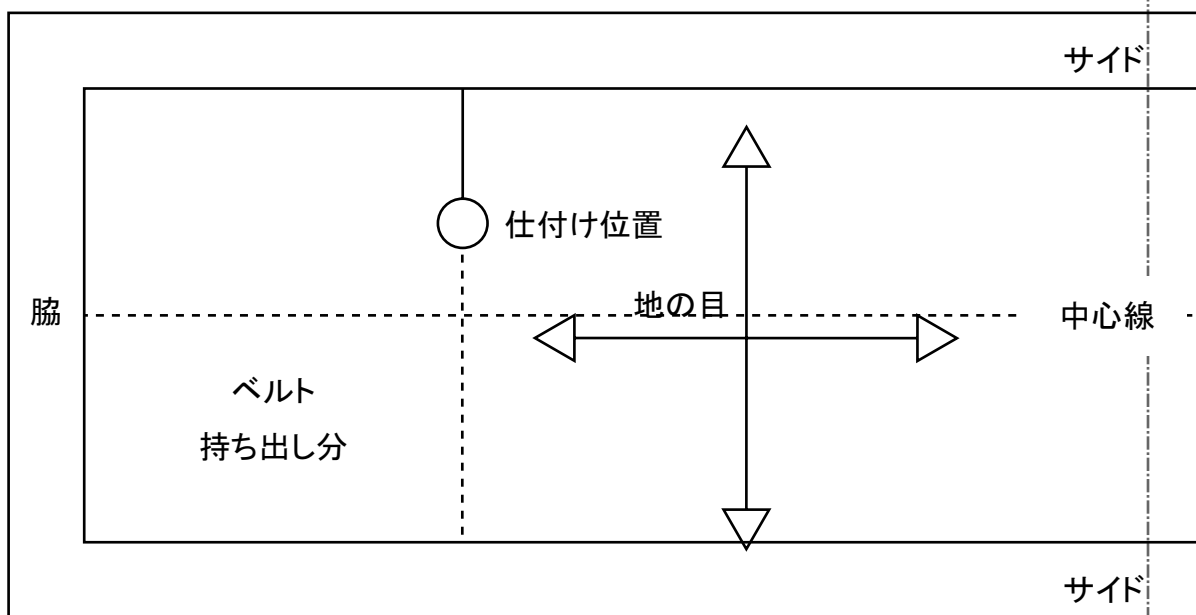 サイド
仕付け位置
地の目
脇
中心線
ベルト
持ち出し分
サイド